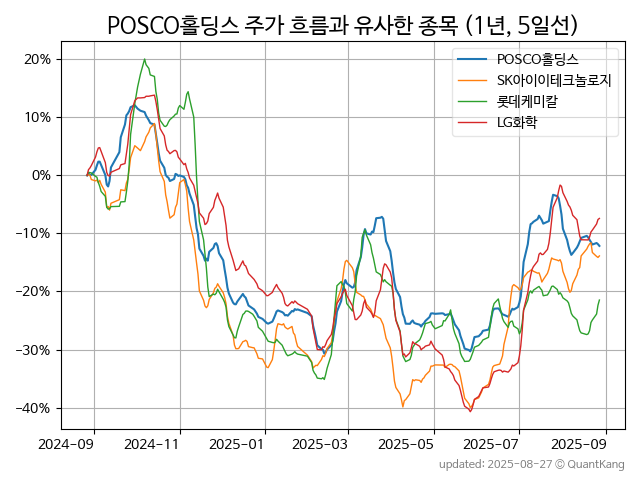 POSCO홀딩스 주가 흐름과 유사한 종목 (1년, 5일선)
POSCO홀딩스
SK아이이테크놀로지
롯데케미칼
LG화학
20%
10%
0%
−10%
−20%
−30%
−40%
2024-09 2024-11 2025-01 2025-03 2025-05 2025-07 2025-09
updated: 2025-08-27 © QuantKang